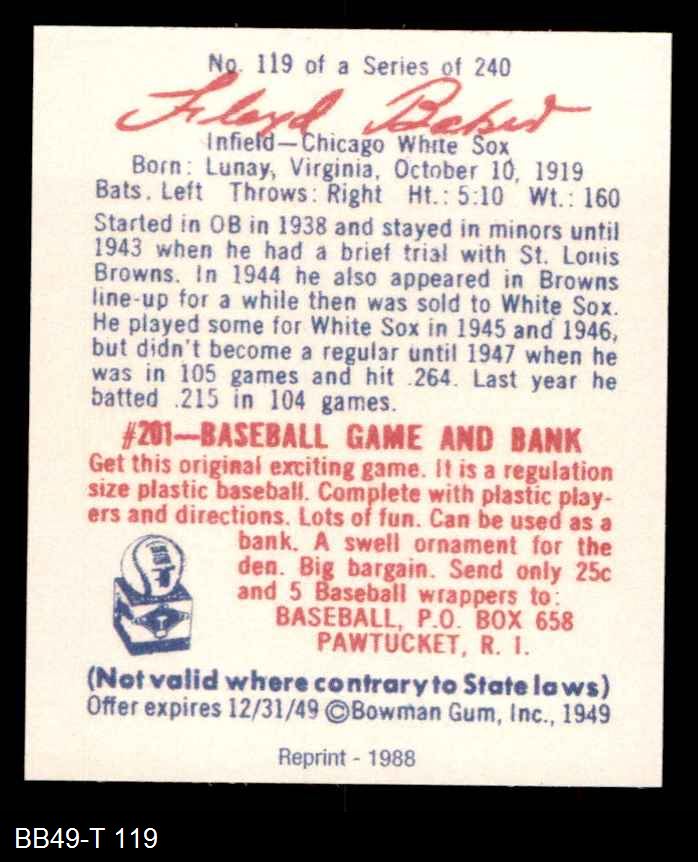 No. 119 of a Series of 240
Floyd Baker
Infield—Chicago White Sox
Born: Lunay, Virginia, October 10, 1919
Bats. Left Throws: Right Ht.: 5:10 Wt.: 160
Started in OB in 1938 and stayed in minors until
1943 when he had a brief trial with St. Louis
Browns. In 1944 he also appeared in Browns
line-up for a while then was sold to White Sox.
He played some for White Sox in 1945 and 1946,
but didn't become a regular until 1947 when he
was in 105 games and hit .264. Last year he
batted .215 in 104 games.
#201—BASEBALL GAME AND BANK
Get this original exciting game. It is a regulation
size plastic baseball. Complete with plastic play-
ers and directions. Lots of fun. Can be used as a
bank. A swell ornament for the
den. Big bargain. Send only 25c
and 5 Baseball wrappers to:
BASEBALL, P.O. BOX 658
PAWTUCKET, R. I.
(Not valid where contrary to State laws)
Offer expires 12/31/49 ©Bowman Gum, Inc., 1949
Reprint - 1988
BB49-T 119